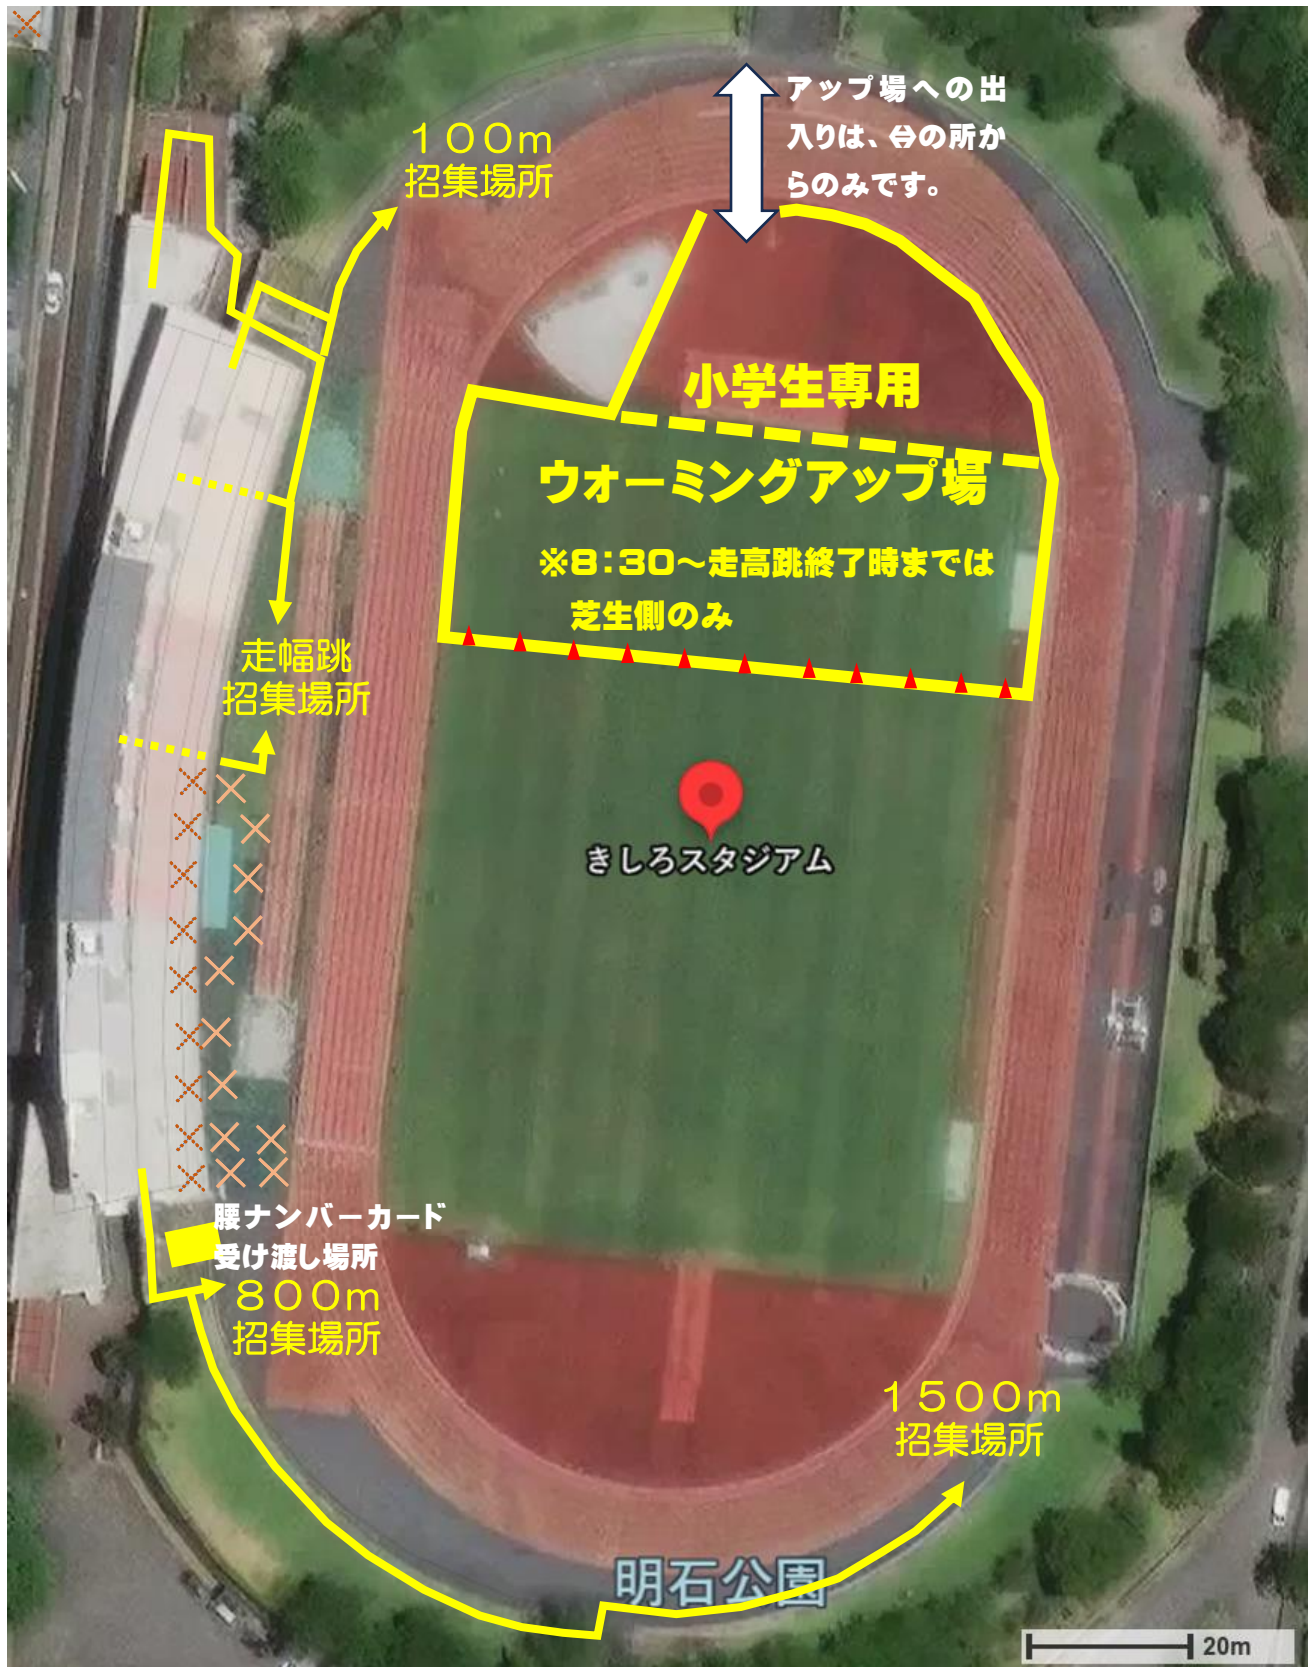 アップ場への出
入りは、⇔の所か
らのみです。
１００ｍ
招集場所
小学生専用
ウォーミングアップ場
※8：30～走高跳終了時までは
芝生側のみ
走幅跳
招集場所
きしろスタジアム
腰ナンバーカード
受け渡し場所
８００ｍ
招集場所
１５００ｍ
招集場所
明石公園
20m